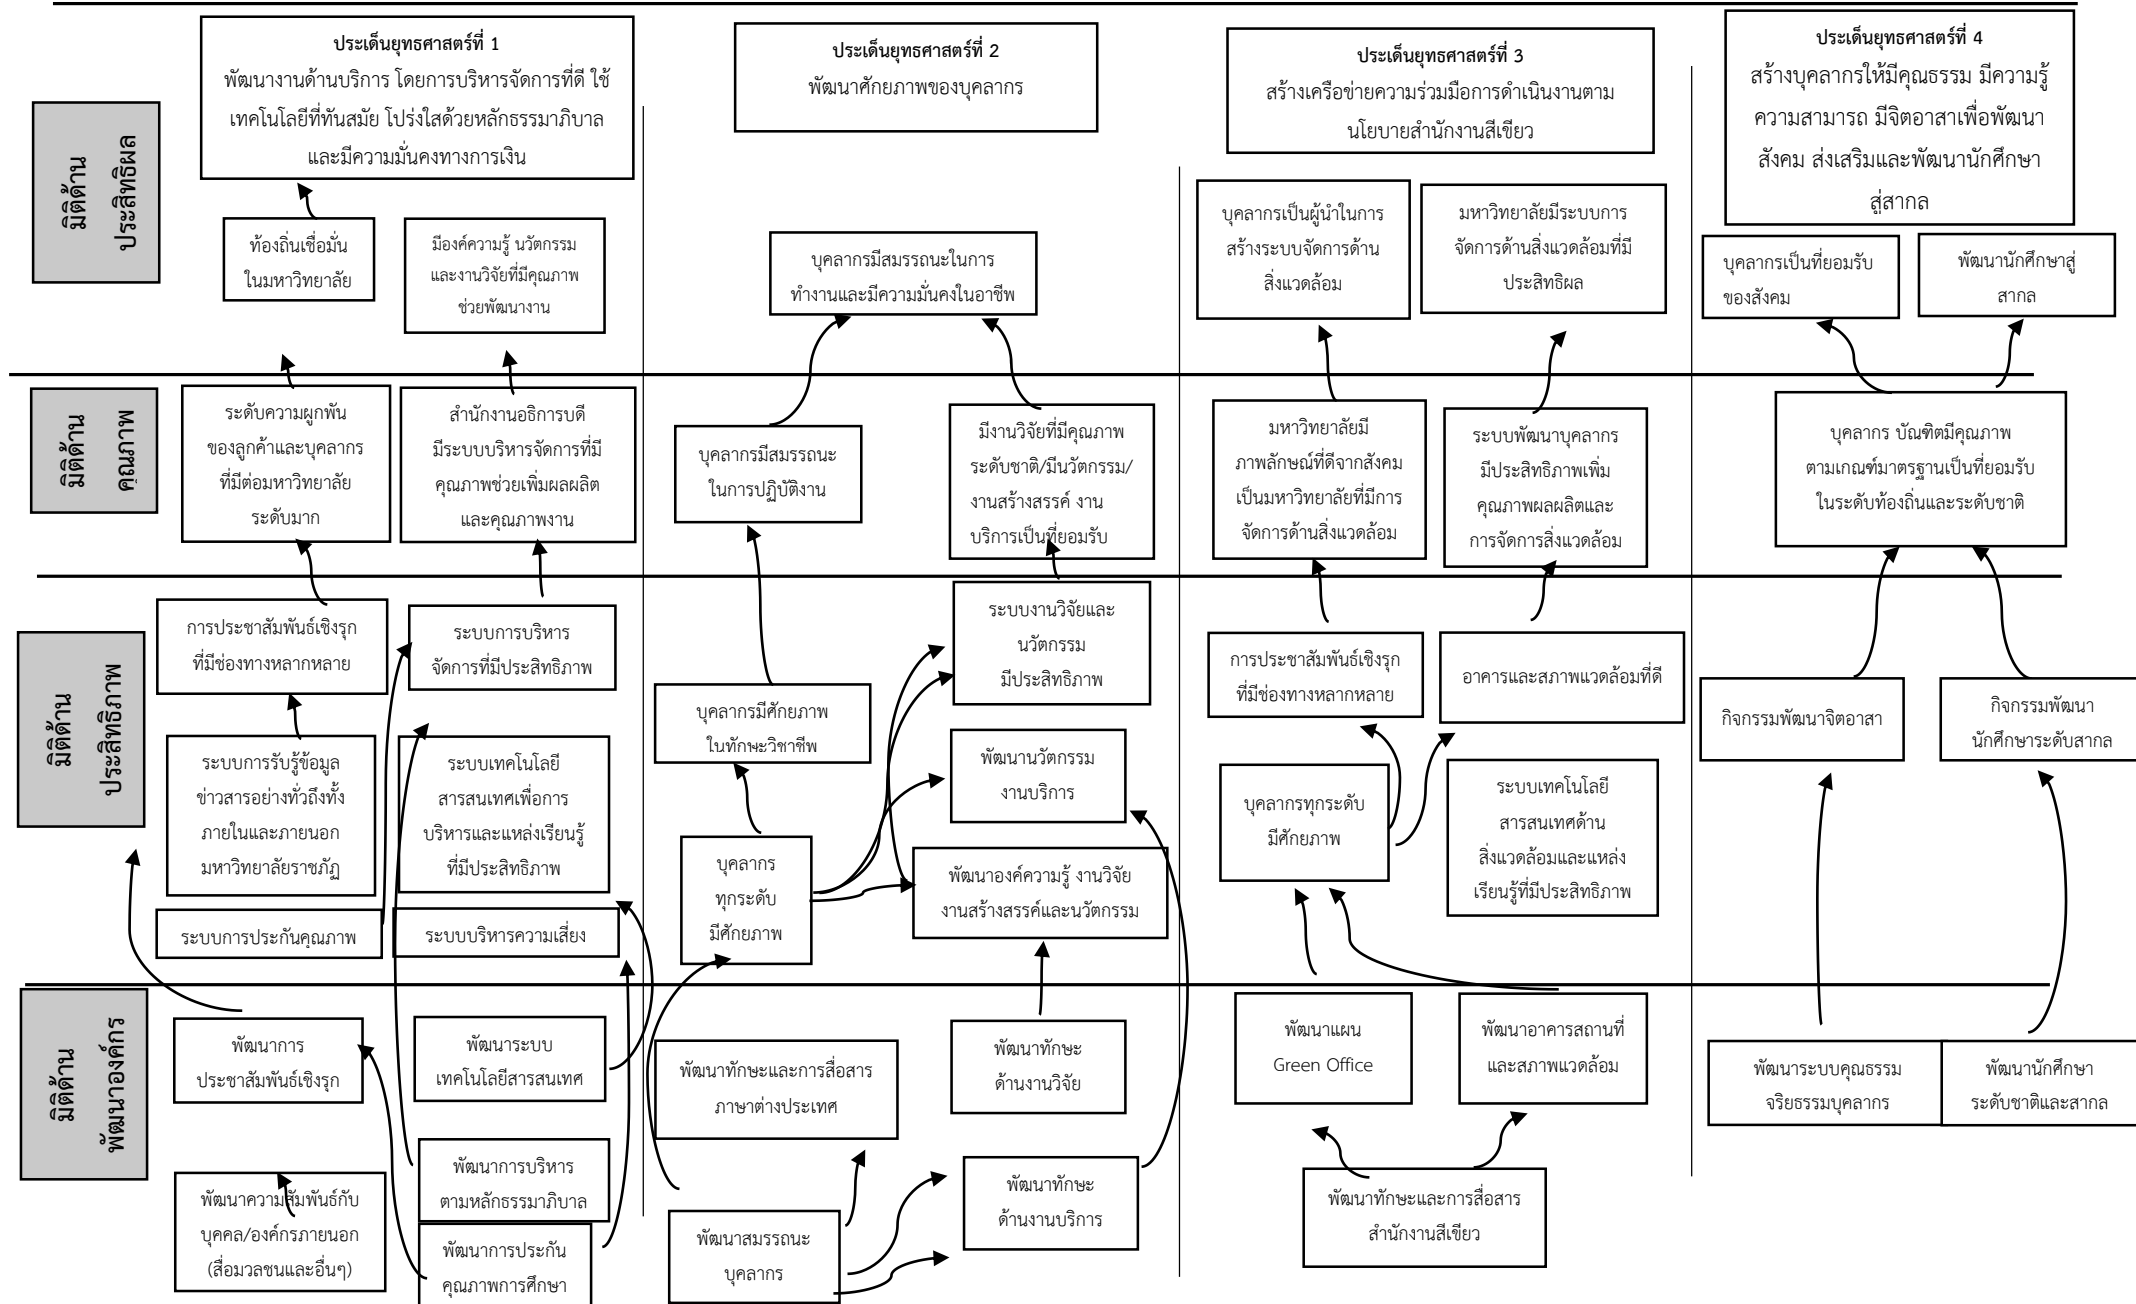 ประเด็นยุทธศาสตร์ที่ 1
พัฒนางานด้านบริการ โดยการบริหารจัดการที่ดี ใช้
เทคโนโลยีที่ทันสมัย โปร่งใสด้วยหลักธรรมาภิบาล
และมีความมั่นคงทางการเงิน
ประเด็นยุทธศาสตร์ที่ 2
พัฒนาศักยภาพของบุคลากร
ประเด็นยุทธศาสตร์ที่ 3
สร้างเครือข่ายความร่วมมือการดำเนินงานตาม
นโยบายสำนักงานสีเขียว
ประเด็นยุทธศาสตร์ที่ 4
สร้างบุคลากรให้มีคุณธรรม มีความรู้
ความสามารถ มีจิตอาสาเพื่อพัฒนา
สังคม ส่งเสริมและพัฒนานักศึกษา
สู่สากล
มิติด้าน
ประสิทธิผล
ท้องถิ่นเชื่อมั่น
ในมหาวิทยาลัย
มีองค์ความรู้ นวัตกรรม
และงานวิจัยที่มีคุณภาพ
ช่วยพัฒนางาน
บุคลากรมีสมรรถนะในการ
ทำงานและมีความมั่นคงในอาชีพ
บุคลากรเป็นผู้นำในการ
สร้างระบบจัดการด้าน
สิ่งแวดล้อม
มหาวิทยาลัยมีระบบการ
จัดการด้านสิ่งแวดล้อมที่มี
ประสิทธิผล
บุคลากรเป็นที่ยอมรับ
ของสังคม
พัฒนานักศึกษาสู่
สากล
มิติด้าน
คุณภาพ
ระดับความผูกพัน
ของลูกค้าและบุคลากร
ที่มีต่อมหาวิทยาลัย
ระดับมาก
สำนักงานอธิการบดี
มีระบบบริหารจัดการที่มี
คุณภาพช่วยเพิ่มผลผลิต
และคุณภาพงาน
บุคลากรมีสมรรถนะ
ในการปฏิบัติงาน
มีงานวิจัยที่มีคุณภาพ
ระดับชาติ/มีนวัตกรรม/
งานสร้างสรรค์ งาน
บริการเป็นที่ยอมรับ
มหาวิทยาลัยมี
ภาพลักษณ์ที่ดีจากสังคม
เป็นมหาวิทยาลัยที่มีการ
จัดการด้านสิ่งแวดล้อม
ระบบพัฒนาบุคลากร
มีประสิทธิภาพเพิ่ม
คุณภาพผลผลิตและ
การจัดการสิ่งแวดล้อม
บุคลากร บัณฑิตมีคุณภาพ
ตามเกณฑ์มาตรฐานเป็นที่ยอมรับ
ในระดับท้องถิ่นและระดับชาติ
มิติด้าน
ประสิทธิภาพ
การประชาสัมพันธ์เชิงรุก
ที่มีช่องทางหลากหลาย
ระบบการบริหาร
จัดการที่มีประสิทธิภาพ
ระบบการรับรู้ข้อมูล
ข่าวสารอย่างทั่วถึงทั้ง
ภายในและภายนอก
มหาวิทยาลัยราชภัฏ
ระบบเทคโนโลยี
สารสนเทศเพื่อการ
บริหารและแหล่งเรียนรู้
ที่มีประสิทธิภาพ
ระบบการประกันคุณภาพ
ระบบบริหารความเสี่ยง
บุคลากรมีศักยภาพ
ในทักษะวิชาชีพ
บุคลากร
ทุกระดับ
มีศักยภาพ
ระบบงานวิจัยและ
นวัตกรรม
มีประสิทธิภาพ
พัฒนานวัตกรรม
งานบริการ
พัฒนาองค์ความรู้ งานวิจัย
งานสร้างสรรค์และนวัตกรรม
การประชาสัมพันธ์เชิงรุก
ที่มีช่องทางหลากหลาย
อาคารและสภาพแวดล้อมที่ดี
บุคลากรทุกระดับ
มีศักยภาพ
ระบบเทคโนโลยี
สารสนเทศด้าน
สิ่งแวดล้อมและแหล่ง
เรียนรู้ที่มีประสิทธิภาพ
กิจกรรมพัฒนาจิตอาสา
กิจกรรมพัฒนา
นักศึกษาระดับสากล
มิติด้าน
พัฒนาองค์กร
พัฒนาการ
ประชาสัมพันธ์เชิงรุก
พัฒนาระบบ
เทคโนโลยีสารสนเทศ
พัฒนาการบริหาร
ตามหลักธรรมาภิบาล
พัฒนาความสัมพันธ์กับ
บุคคล/องค์กรภายนอก
(สื่อมวลชนและอื่นๆ)
พัฒนาการประกัน
คุณภาพการศึกษา
พัฒนาทักษะและการสื่อสาร
ภาษาต่างประเทศ
พัฒนาทักษะ
ด้านงานวิจัย
พัฒนาสมรรถนะ
บุคลากร
พัฒนาทักษะ
ด้านงานบริการ
พัฒนาแผน
Green Office
พัฒนาอาคารสถานที่
และสภาพแวดล้อม
พัฒนาทักษะและการสื่อสาร
สำนักงานสีเขียว
พัฒนาระบบคุณธรรม
จริยธรรมบุคลากร
พัฒนานักศึกษา
ระดับชาติและสากล